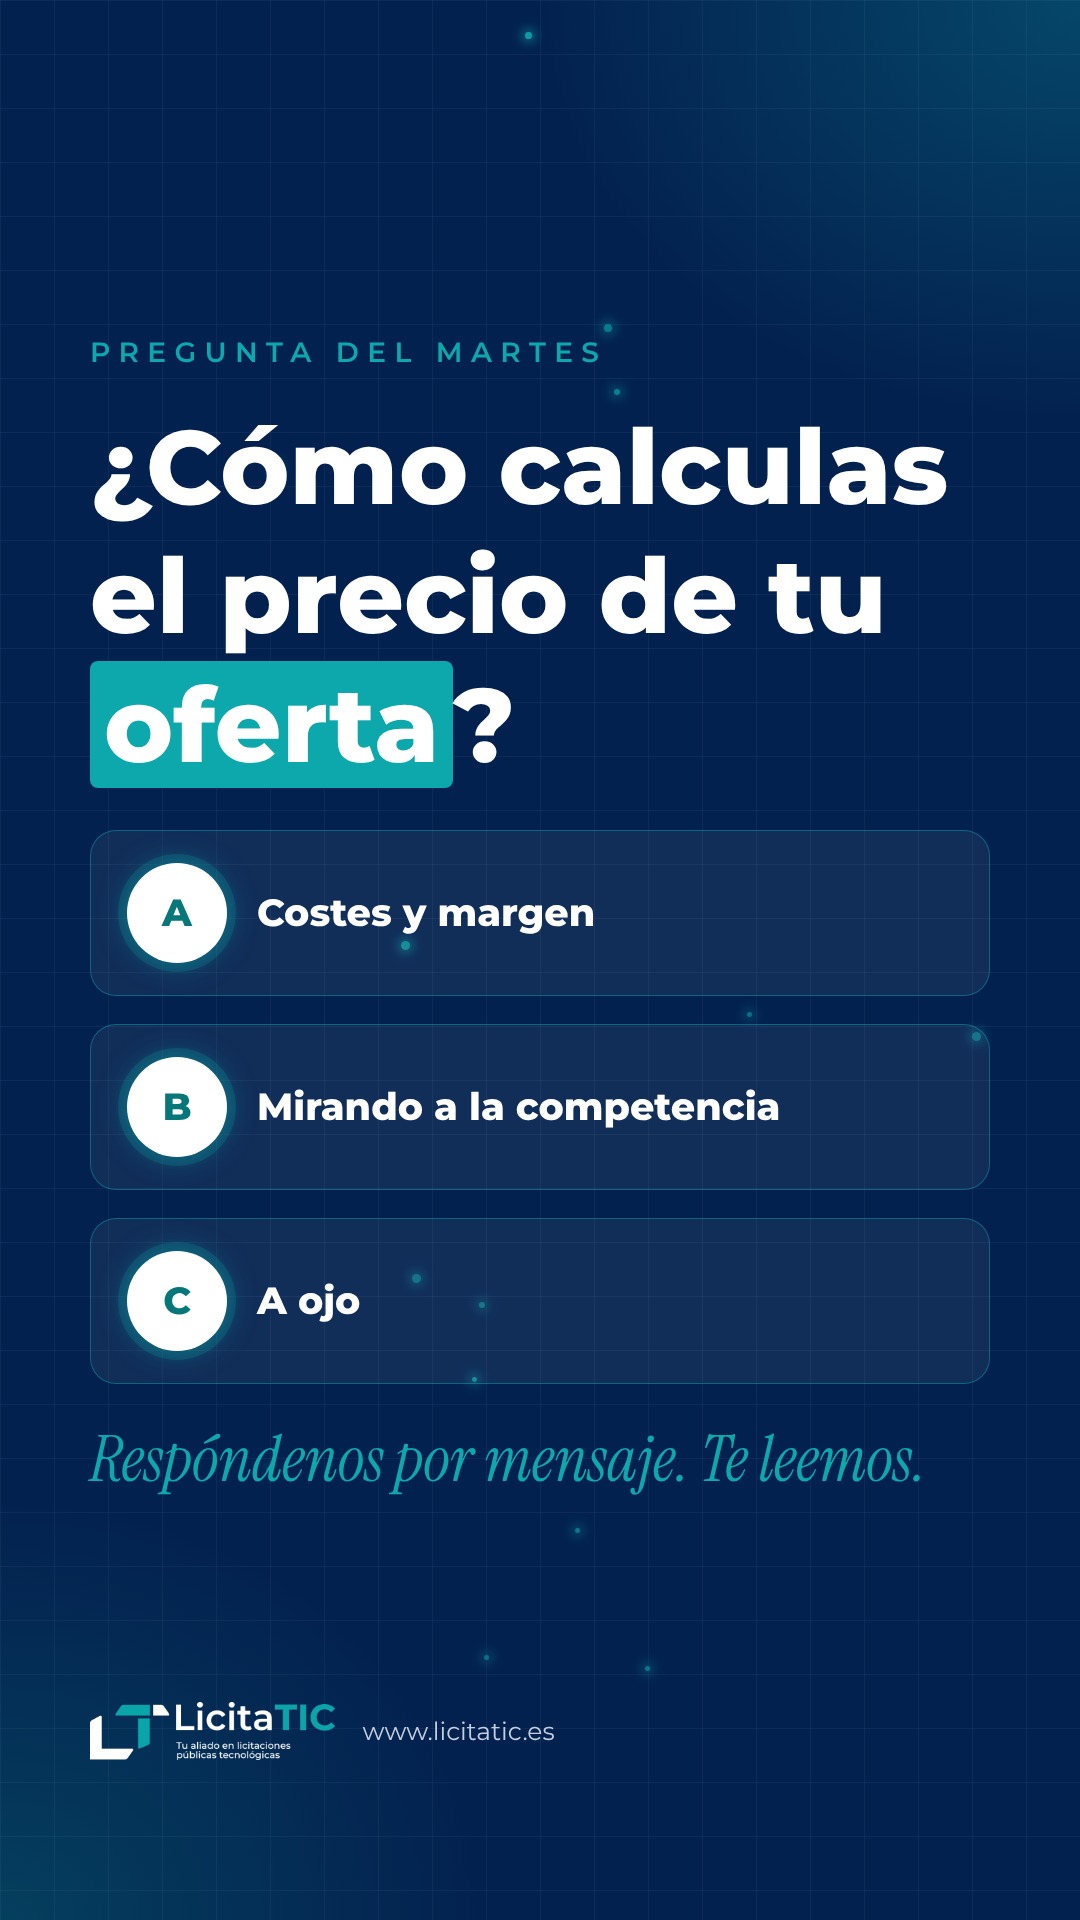 PREGUNTA DEL MARTES
¿Cómo calculas
el precio de tu
oferta?
A Costes y margen
B Mirando a la competencia
C A ojo
Respóndenos por mensaje. Te leemos.
LicitaTIC
Tu aliado en licitaciones
públicas tecnológicas
www.licitatic.es